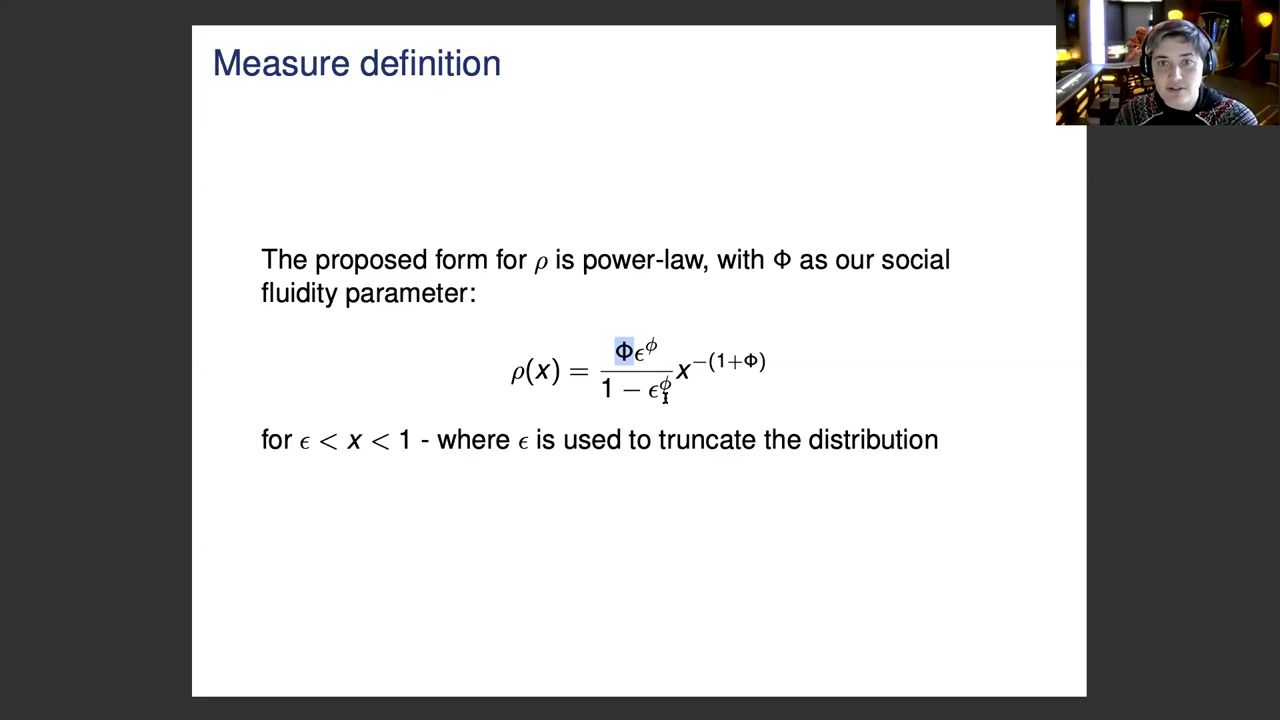 Measure definition
The proposed form for ρ is power-law, with Φ as our social
fluidity parameter:
ρ(x) = \frac{Φϵ^ϕ}{1 − ϵ^ϕ} x^{−(1+Φ)}
for ϵ < x < 1 - where ϵ is used to truncate the distribution